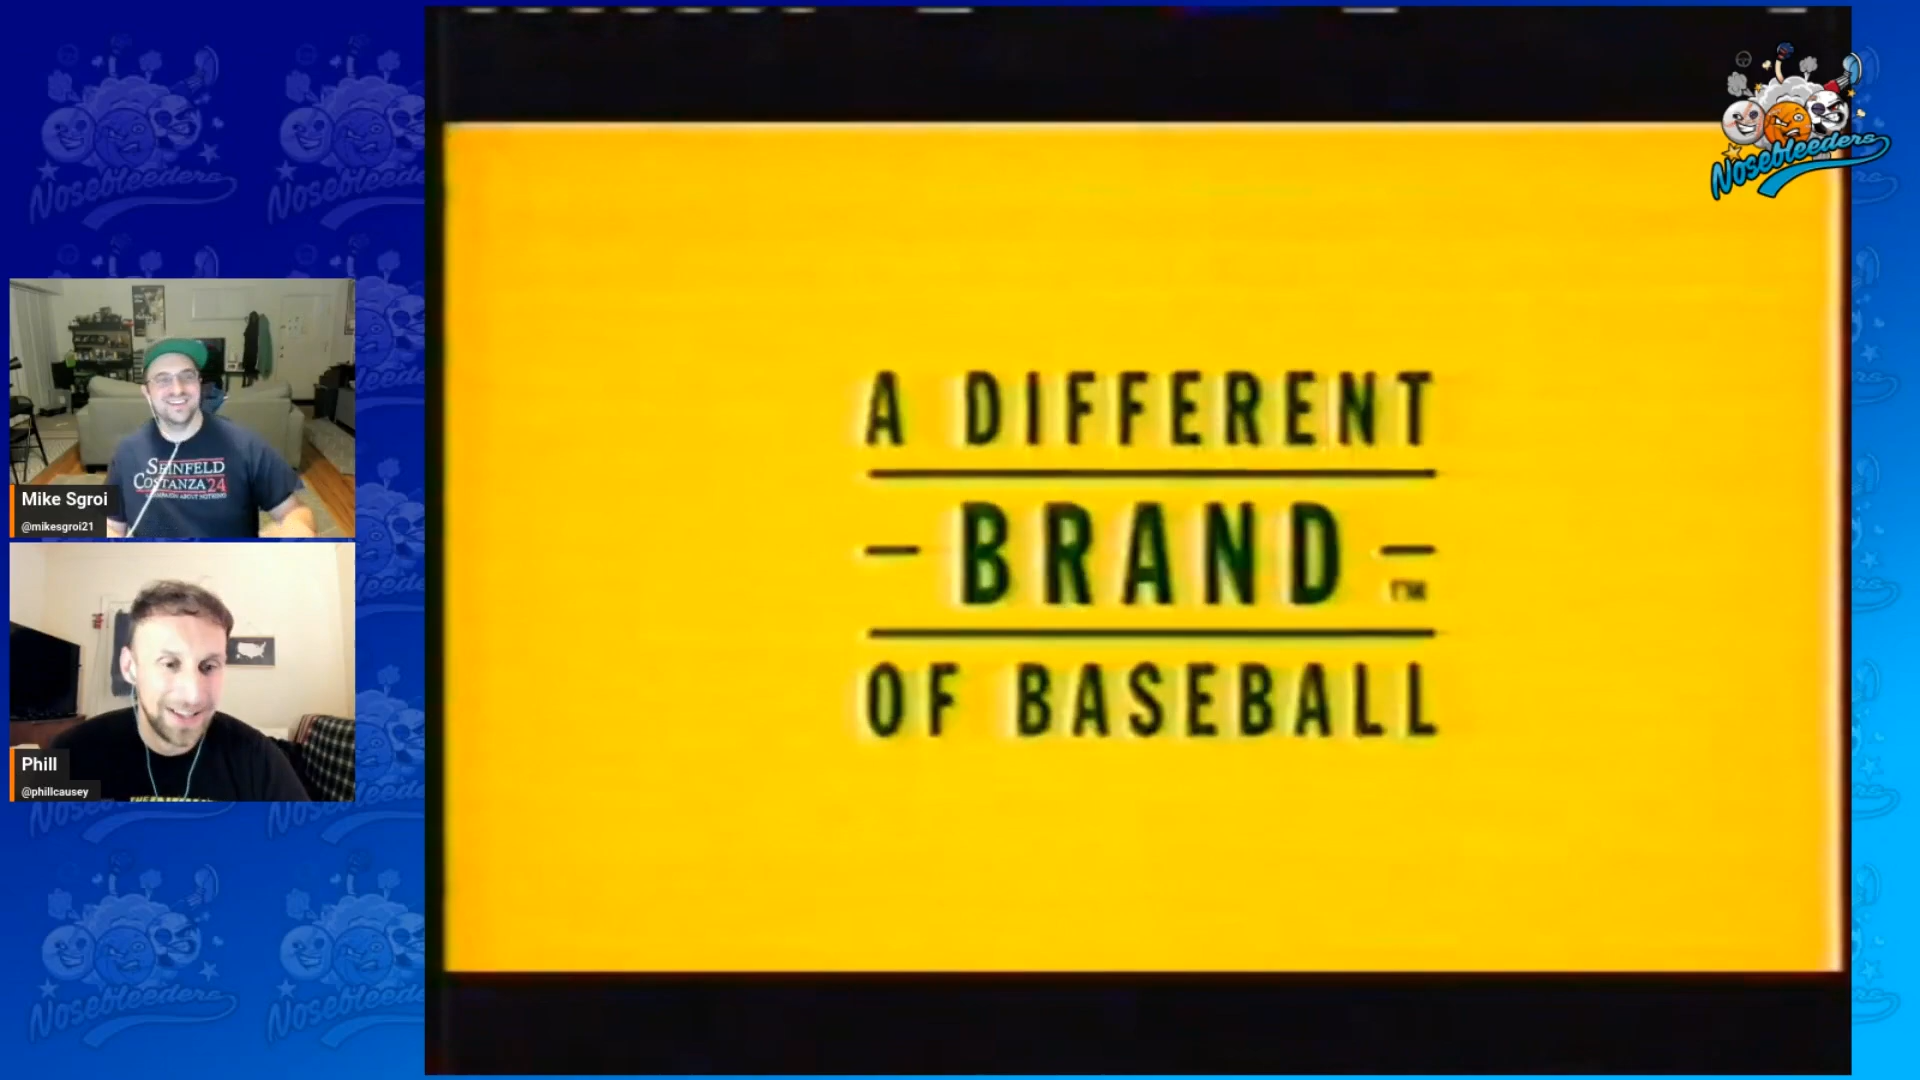 Nosebleeders
SEINFELD
COSTANZA 24
Mike Sgroi
@mikesgroi21
Phill
@phillcausey
A DIFFERENT
BRAND
TM
OF BASEBALL